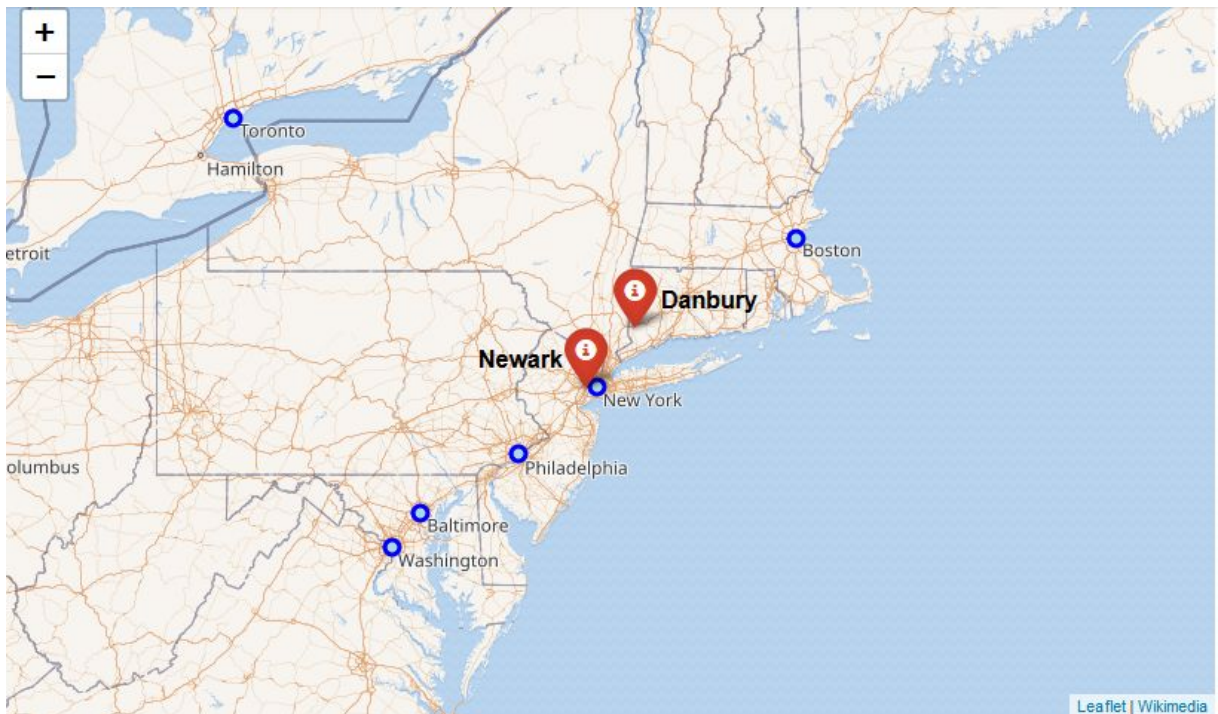 +
−
Toronto
Hamilton
etroit
Boston
Danbury
Newark
New York
olumbus
Philadelphia
Baltimore
Washington
Leaflet | Wikimedia